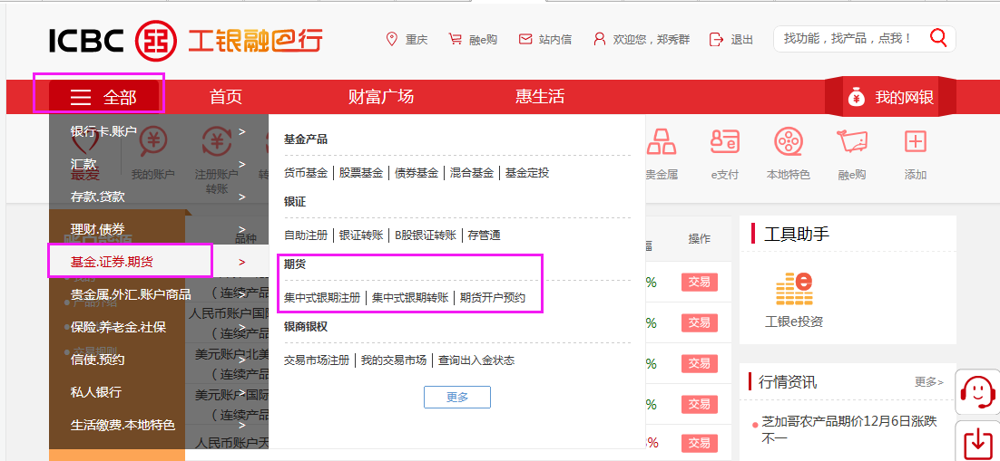 ICBC 工银融e行
重庆 融e购 站内信 欢迎您，郑秀群 退出 找功能，找产品，点我！
全部 首页 财富广场 惠生活 我的网银
银行卡.账户 >
汇款 >
存款.贷款 >
理财.债券 >
基金.证券.期货 >
贵金属.外汇.账户商品 >
保险.养老金.社保 >
信使.预约 >
私人银行 >
生活缴费.本地特色 >
基金产品
货币基金 | 股票基金 | 债券基金 | 混合基金 | 基金定投
银证
自助注册 | 银证转账 | B股银证转账 | 存管通
期货
集中式银期注册 | 集中式银期转账 | 期货开户预约
银商银权
交易市场注册 | 我的交易市场 | 查询出入金状态
更多
最爱 我的账户 注册账户
转账
贵金属 e支付 本地特色 融e购 添加
品种 幅 操作
（连续产品
人民币账户国际
（连续产品
美元账户北美
（连续产品
美元账户国际
（连续产品
人民币账户天
% 交易
% 交易
% 交易
% 交易
% 交易
工具助手
工银e投资
行情资讯 更多>
芝加哥农产品期价12月6日涨跌
不一